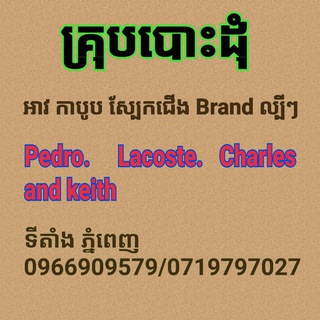 គ្រុបបោះដុំ
អាវ កាបូប ស្បែកជើង Brand ល្បីៗ
Pedro. Lacoste. Charles
and keith
ទីតាំង ភ្នំពេញ
0966909579/0719797027